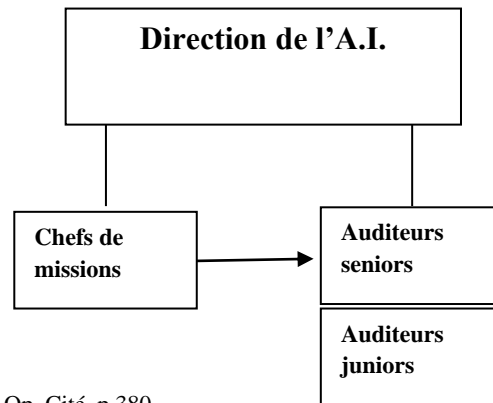 Direction de l’A.I.
Chefs de
missions
Auditeurs
seniors
Auditeurs
juniors
Op. Cité, p.380